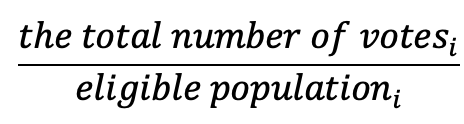 the total number of votesᵢ
eligible populationᵢ